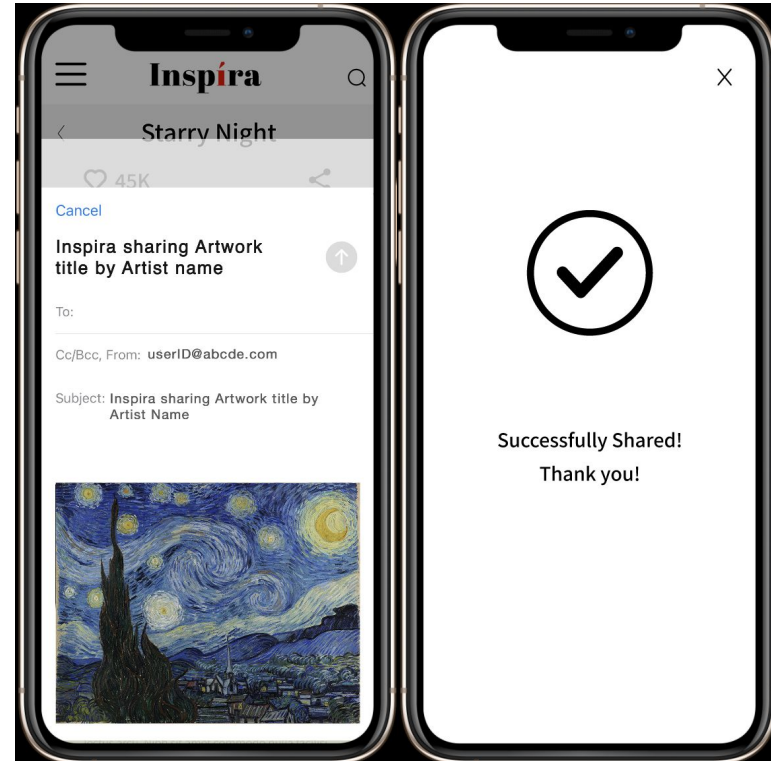 Inspíra
Starry Night
45K
Cancel
Inspira sharing Artwork
title by Artist name
To:
Cc/Bcc, From: userID@abcde.com
Subject: Inspira sharing Artwork title by
Artist Name
Successfully Shared!
Thank you!